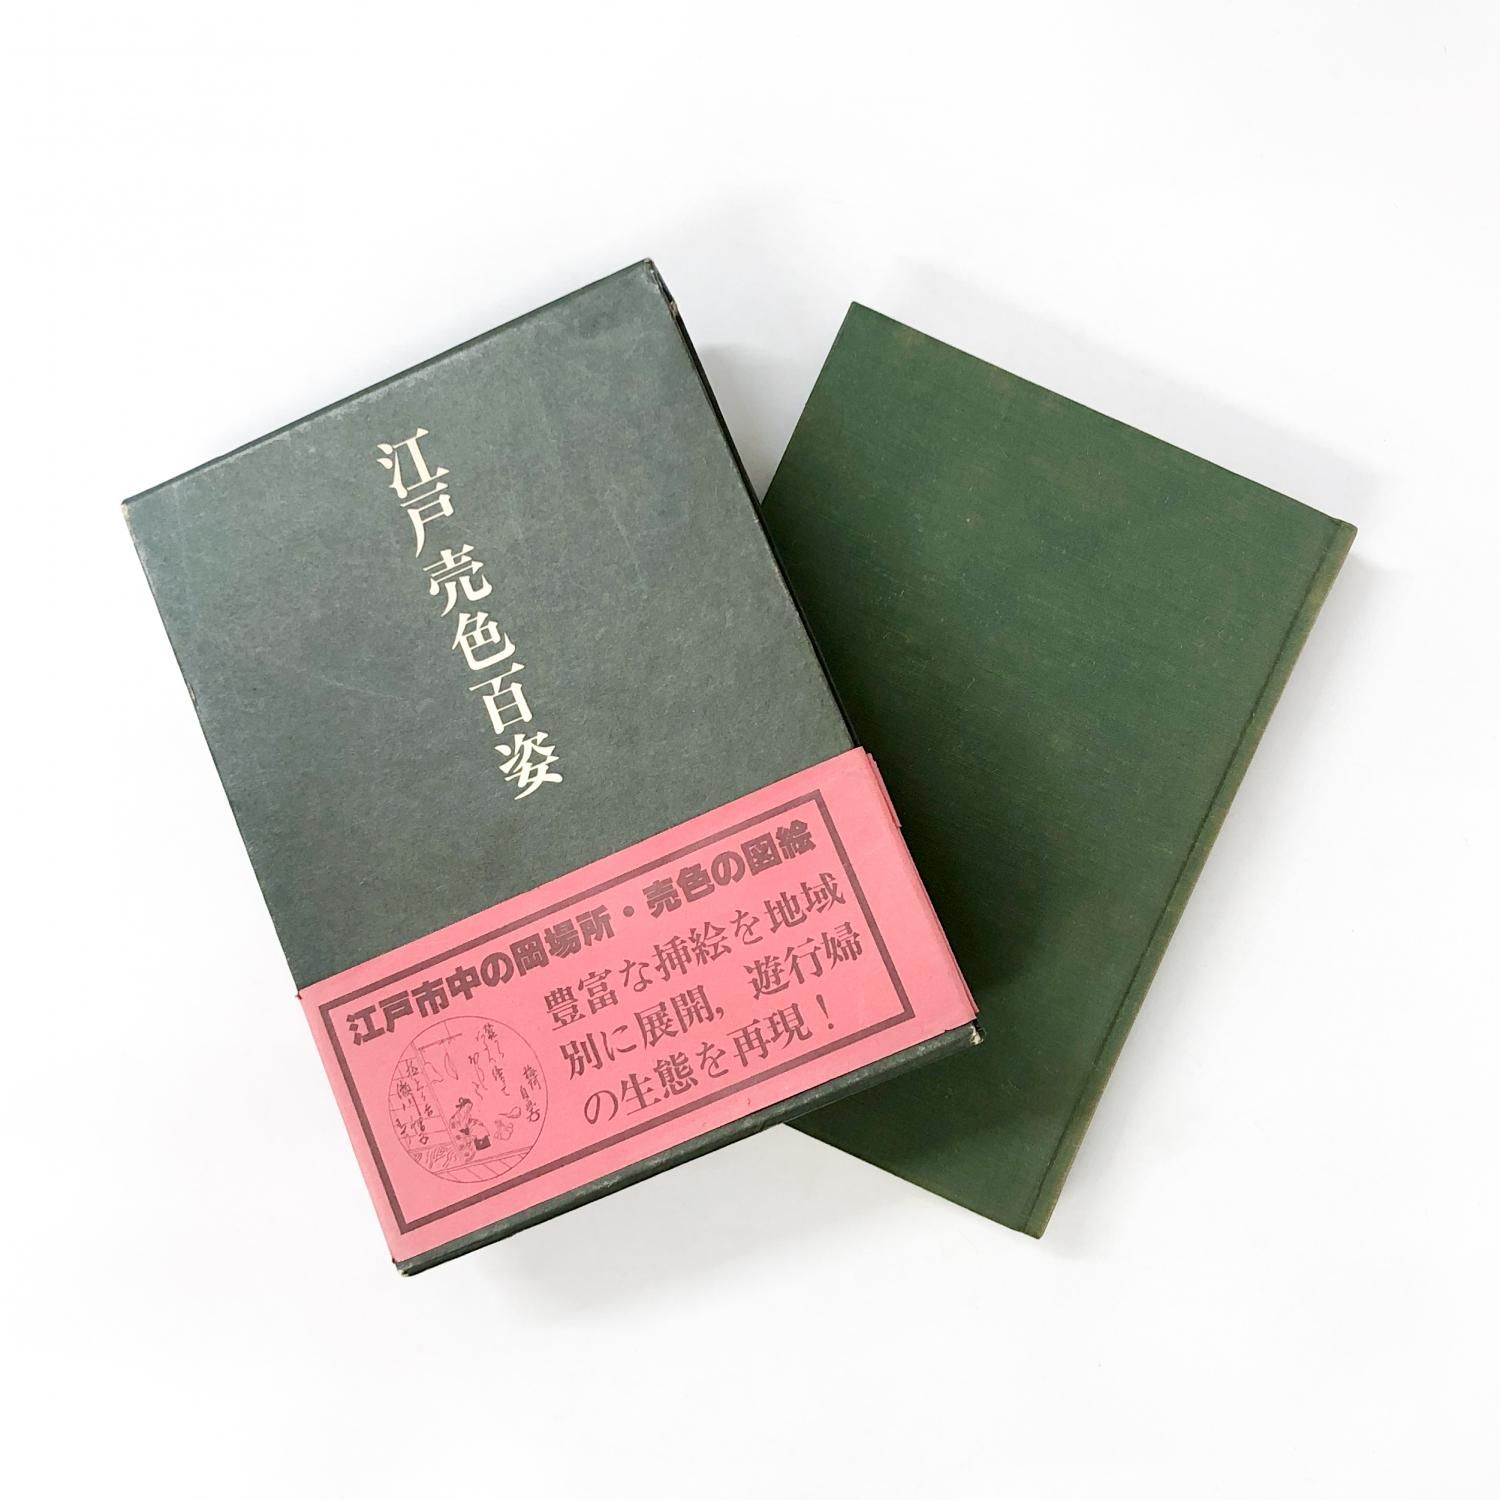 江戸売色百姿
江戸市中の岡場所・売色の図絵
豊富な挿絵を地域
別に展開，遊行婦
の生態を再現！